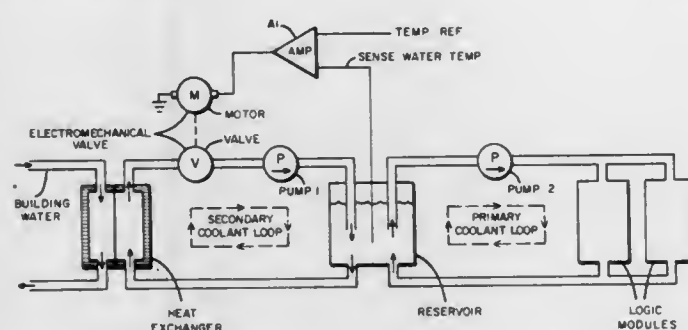 A1
AMP
TEMP REF
SENSE WATER TEMP
M
MOTOR
ELECTROMECHANICAL
VALVE
VALVE
V
P
PUMP 1
P
PUMP 2
BUILDING
WATER
SECONDARY
COOLANT LOOP
PRIMARY
COOLANT LOOP
HEAT
EXCHANGER
RESERVOIR
LOGIC
MODULES